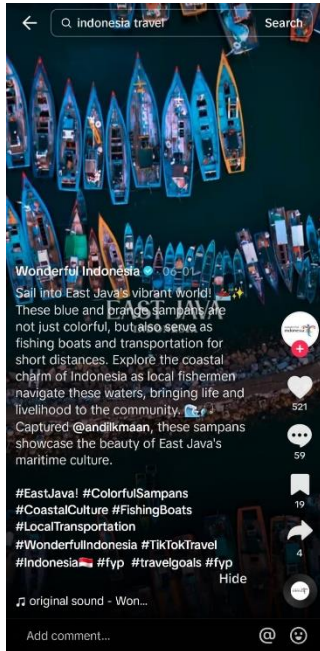 indonesia travel
Search
Wonderful Indonesia
· 06-01
EAST JAVA
Sail into East Java's vibrant world! ✨
These blue and orange sampans are
not just colorful, but also serve as
fishing boats and transportation for
short distances. Explore the coastal
charm of Indonesia as local fishermen
navigate these waters, bringing life and
livelihood to the community. 🌊
Captured @andilkmaan, these sampans
showcase the beauty of East Java's
maritime culture.
#EastJava! #ColorfulSampans
#CoastalCulture #FishingBoats
#LocalTransportation
#WonderfulIndonesia #TikTokTravel
#Indonesia🇮🇩 #fyp #travelgoals #fyp
Hide
521
59
19
4
♫ original sound - Won...
Add comment...
@